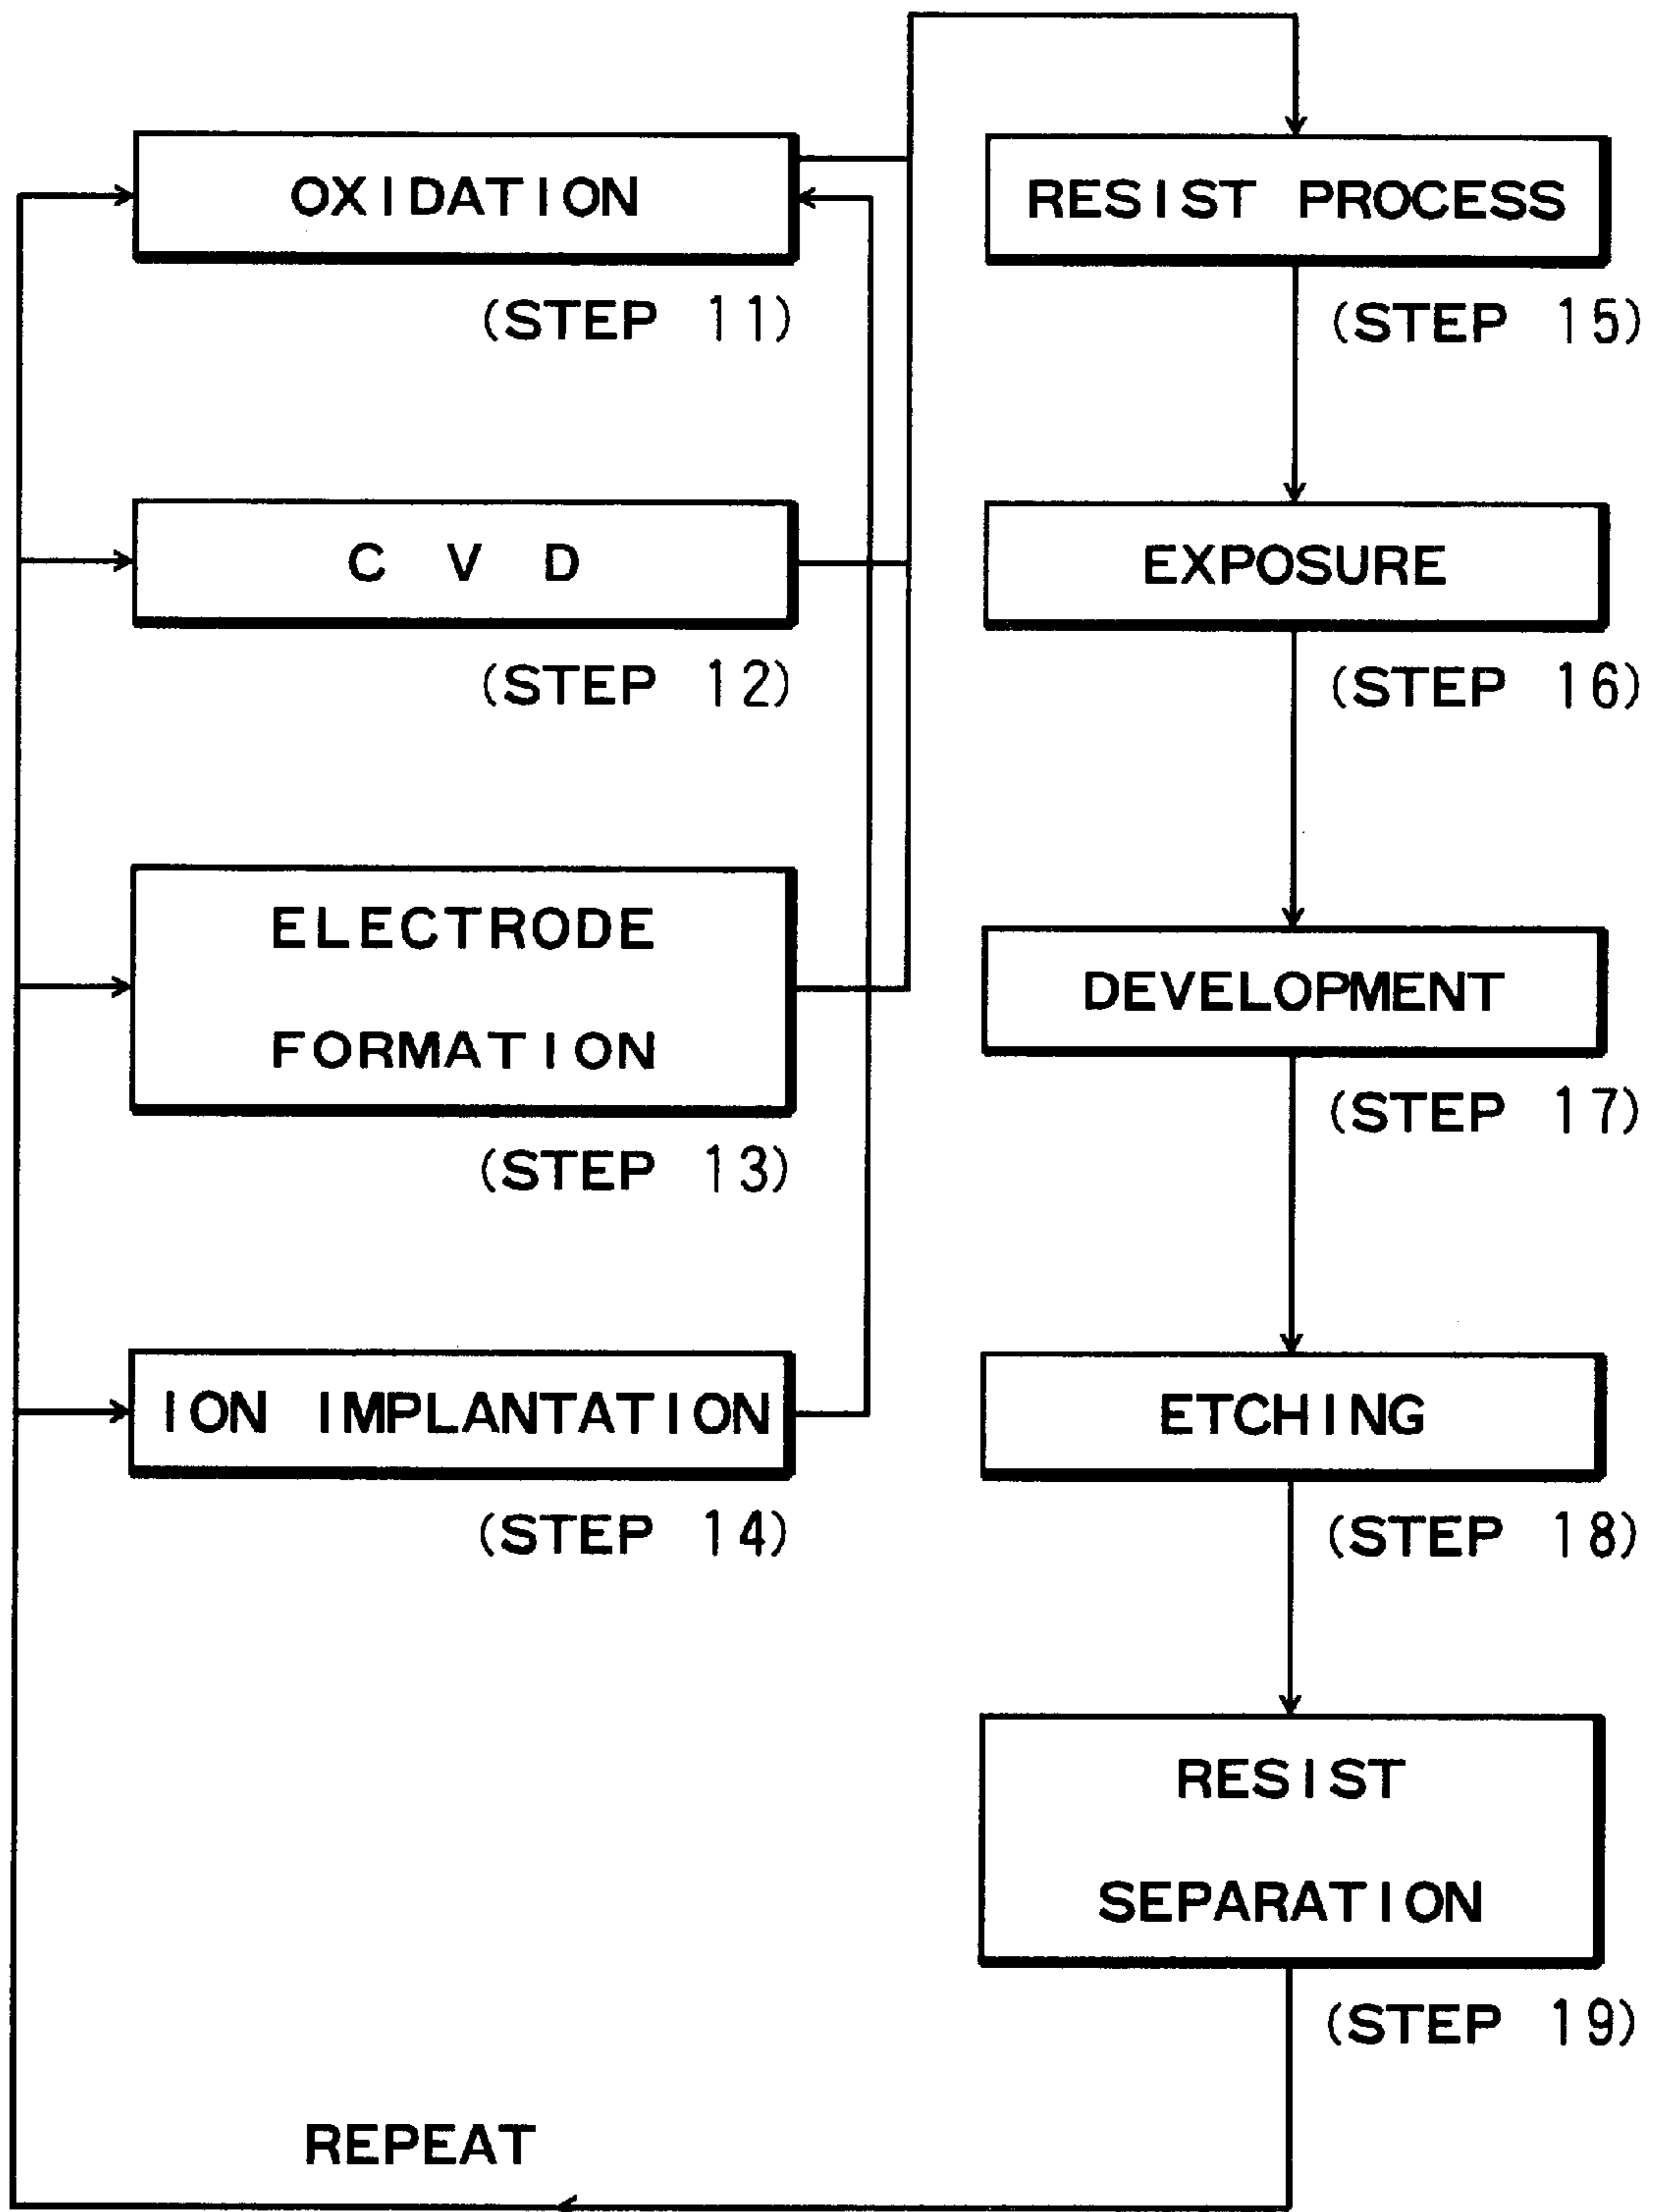 OXIDATION
(STEP 11)
C V D
(STEP 12)
ELECTRODE
FORMATION
(STEP 13)
ION IMPLANTATION
(STEP 14)
RESIST PROCESS
(STEP 15)
EXPOSURE
(STEP 16)
DEVELOPMENT
(STEP 17)
ETCHING
(STEP 18)
RESIST
SEPARATION
(STEP 19)
REPEAT